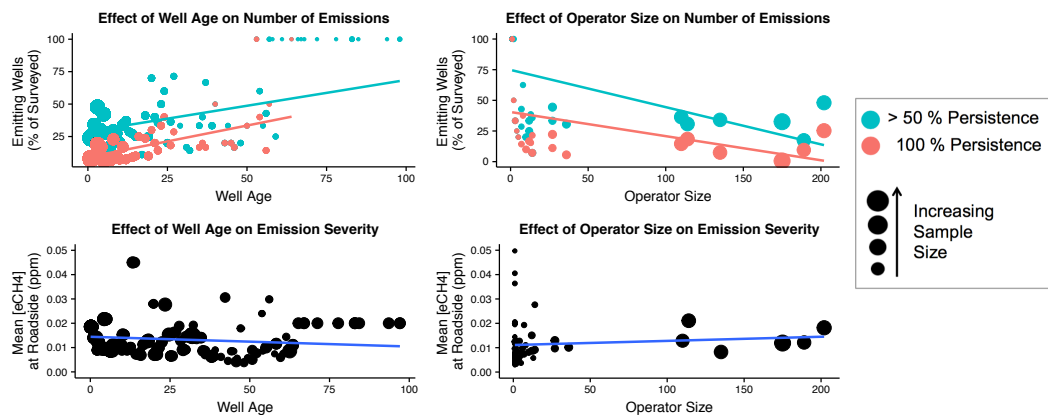 Effect of Well Age on Number of Emissions
Emitting Wells
(% of Surveyed)
100
75
50
25
0
25
50
75
100
Well Age
Effect of Operator Size on Number of Emissions
Emitting Wells
(% of Surveyed)
100
75
50
25
0
0
50
100
150
200
Operator Size
> 50 % Persistence
100 % Persistence
Increasing
Sample
Size
Effect of Well Age on Emission Severity
Mean [eCH4]
at Roadside (ppm)
0.05
0.04
0.03
0.02
0.01
0.00
0
25
50
75
100
Well Age
Effect of Operator Size on Emission Severity
Mean [eCH4]
at Roadside (ppm)
0.05
0.04
0.03
0.02
0.01
0.00
0
50
100
150
200
Operator Size